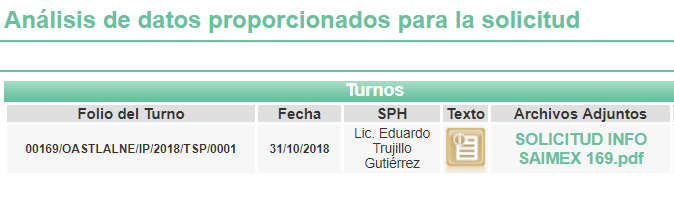 Análisis de datos proporcionados para la solicitud
Turnos
Folio del Turno Fecha SPH Texto Archivos Adjuntos
00169/OASTLALNE/IP/2018/TSP/0001 31/10/2018 Lic. Eduardo Trujillo Gutiérrez SOLICITUD INFO SAIMEX 169.pdf